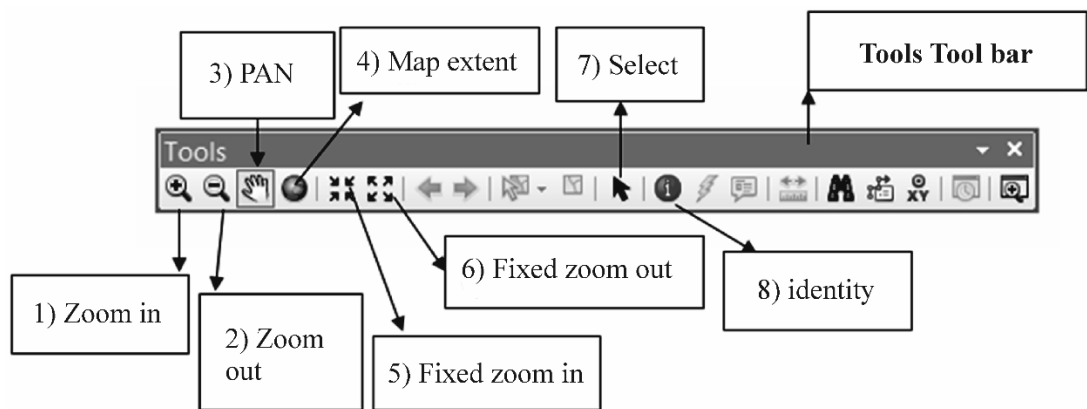 3) PAN
4) Map extent
7) Select
Tools Tool bar
Tools
XY
1) Zoom in
2) Zoom
out
5) Fixed zoom in
6) Fixed zoom out
8) identity